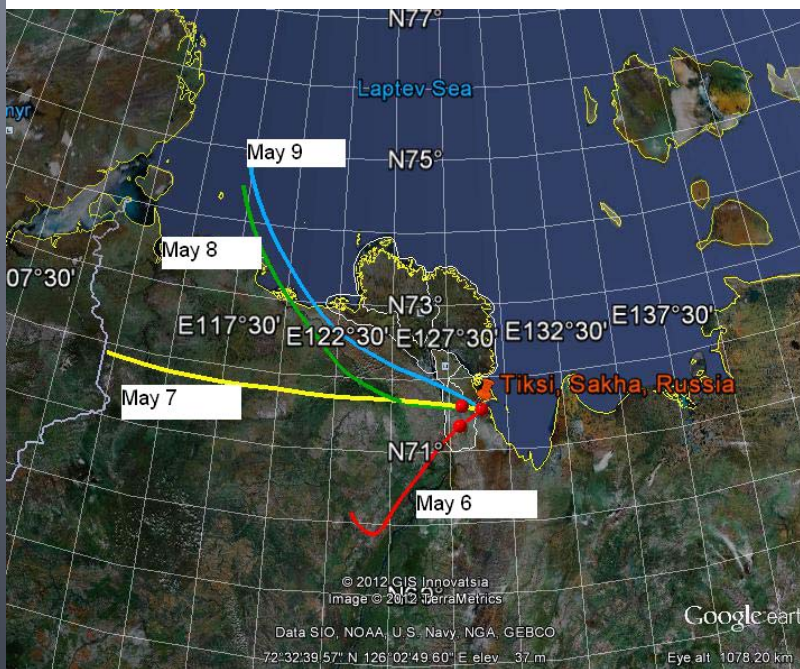 N77°
Laptev Sea
myr
May 9
N75°
May 8
07°30'
N73°
E117°30' E122°30' E127°30' E132°30' E137°30'
Tiksi, Sakha, Russia
May 7
N71°
May 6
© 2012 GIS Innovatsia
Image © 2012 TerraMetrics
Data SIO, NOAA, U.S. Navy, NGA, GEBCO
Google eart
72°32'39.57" N 126°02'49.60" E elev 37 m
Eye alt 1078.20 km